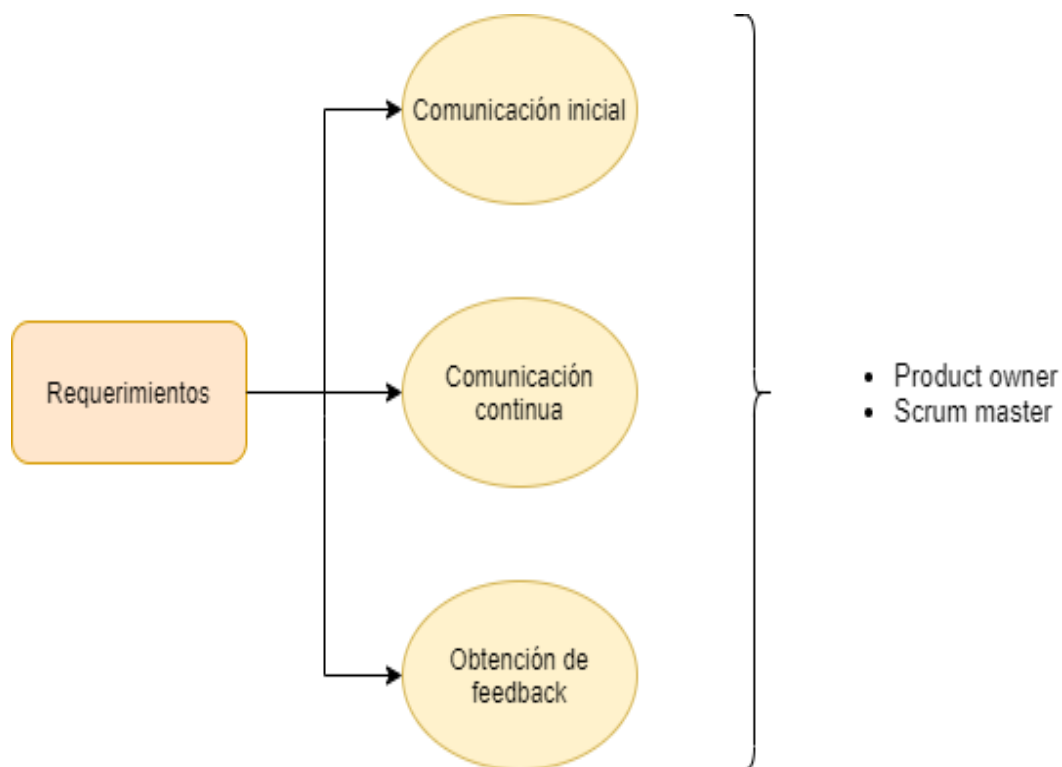 Comunicación inicial
Requerimientos
Comunicación
continua
• Product owner
• Scrum master
Obtención de
feedback